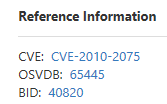 Reference Information
CVE: CVE-2010-2075
OSVDB: 65445
BID: 40820